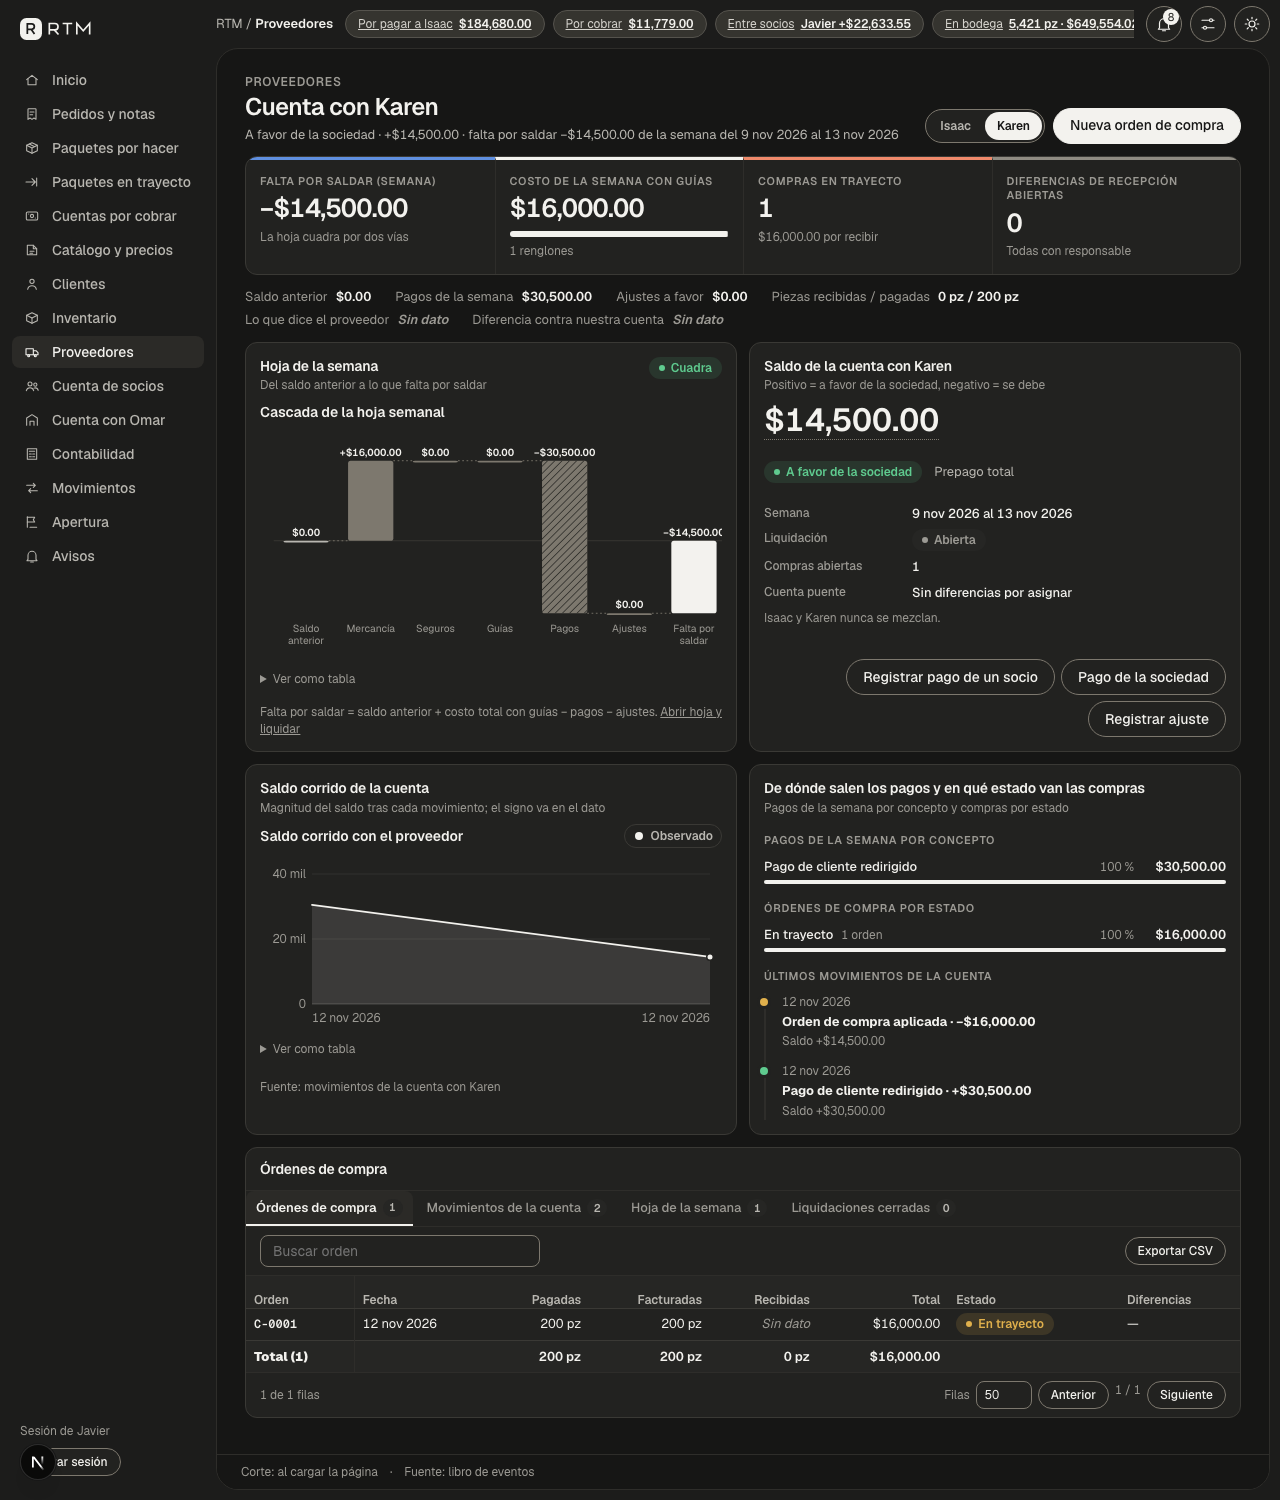 R RTM
RTM / Proveedores
Por pagar a Isaac $184,680.00
Por cobrar $11,779.00
Entre socios Javier +$22,633.55
En bodega 5,421 pz · $649,554.02
8
Inicio
Pedidos y notas
Paquetes por hacer
Paquetes en trayecto
Cuentas por cobrar
Catálogo y precios
Clientes
Inventario
Proveedores
Cuenta de socios
Cuenta con Omar
Contabilidad
Movimientos
Apertura
Avisos
Sesión de Javier
N
ar sesión
PROVEEDORES
Cuenta con Karen
A favor de la sociedad · +$14,500.00 · falta por saldar −$14,500.00 de la semana del 9 nov 2026 al 13 nov 2026
Isaac Karen
Nueva orden de compra
FALTA POR SALDAR (SEMANA)
−$14,500.00
La hoja cuadra por dos vías
COSTO DE LA SEMANA CON GUÍAS
$16,000.00
1 renglones
COMPRAS EN TRAYECTO
1
$16,000.00 por recibir
DIFERENCIAS DE RECEPCIÓN
ABIERTAS
0
Todas con responsable
Saldo anterior $0.00 Pagos de la semana $30,500.00 Ajustes a favor $0.00 Piezas recibidas / pagadas 0 pz / 200 pz
Lo que dice el proveedor Sin dato Diferencia contra nuestra cuenta Sin dato
Hoja de la semana
Del saldo anterior a lo que falta por saldar
Cuadra
Cascada de la hoja semanal
+$16,000.00 $0.00 $0.00 −$30,500.00
$0.00 −$14,500.00
$0.00
Saldo anterior
Mercancía
Seguros
Guías
Pagos
Ajustes
Falta por saldar
Ver como tabla
Falta por saldar = saldo anterior + costo total con guías − pagos − ajustes. Abrir hoja y
liquidar
Saldo de la cuenta con Karen
Positivo = a favor de la sociedad, negativo = se debe
$14,500.00
A favor de la sociedad Prepago total
Semana 9 nov 2026 al 13 nov 2026
Liquidación Abierta
Compras abiertas 1
Cuenta puente Sin diferencias por asignar
Isaac y Karen nunca se mezclan.
Registrar pago de un socio
Pago de la sociedad
Registrar ajuste
Saldo corrido de la cuenta
Magnitud del saldo tras cada movimiento; el signo va en el dato
Saldo corrido con el proveedor
Observado
40 mil
20 mil
0
12 nov 2026 12 nov 2026
Ver como tabla
Fuente: movimientos de la cuenta con Karen
De dónde salen los pagos y en qué estado van las compras
Pagos de la semana por concepto y compras por estado
PAGOS DE LA SEMANA POR CONCEPTO
Pago de cliente redirigido 100 % $30,500.00
ÓRDENES DE COMPRA POR ESTADO
En trayecto 1 orden 100 % $16,000.00
ÚLTIMOS MOVIMIENTOS DE LA CUENTA
12 nov 2026
Orden de compra aplicada · −$16,000.00
Saldo +$14,500.00
12 nov 2026
Pago de cliente redirigido · +$30,500.00
Saldo +$30,500.00
Órdenes de compra
Órdenes de compra 1
Movimientos de la cuenta 2
Hoja de la semana 1
Liquidaciones cerradas 0
Buscar orden
Exportar CSV
Orden Fecha Pagadas Facturadas Recibidas Total Estado Diferencias
C-0001 12 nov 2026 200 pz 200 pz Sin dato $16,000.00 En trayecto —
Total (1) 200 pz 200 pz 0 pz $16,000.00
1 de 1 filas
Filas 50 Anterior 1 / 1 Siguiente
Corte: al cargar la página · Fuente: libro de eventos